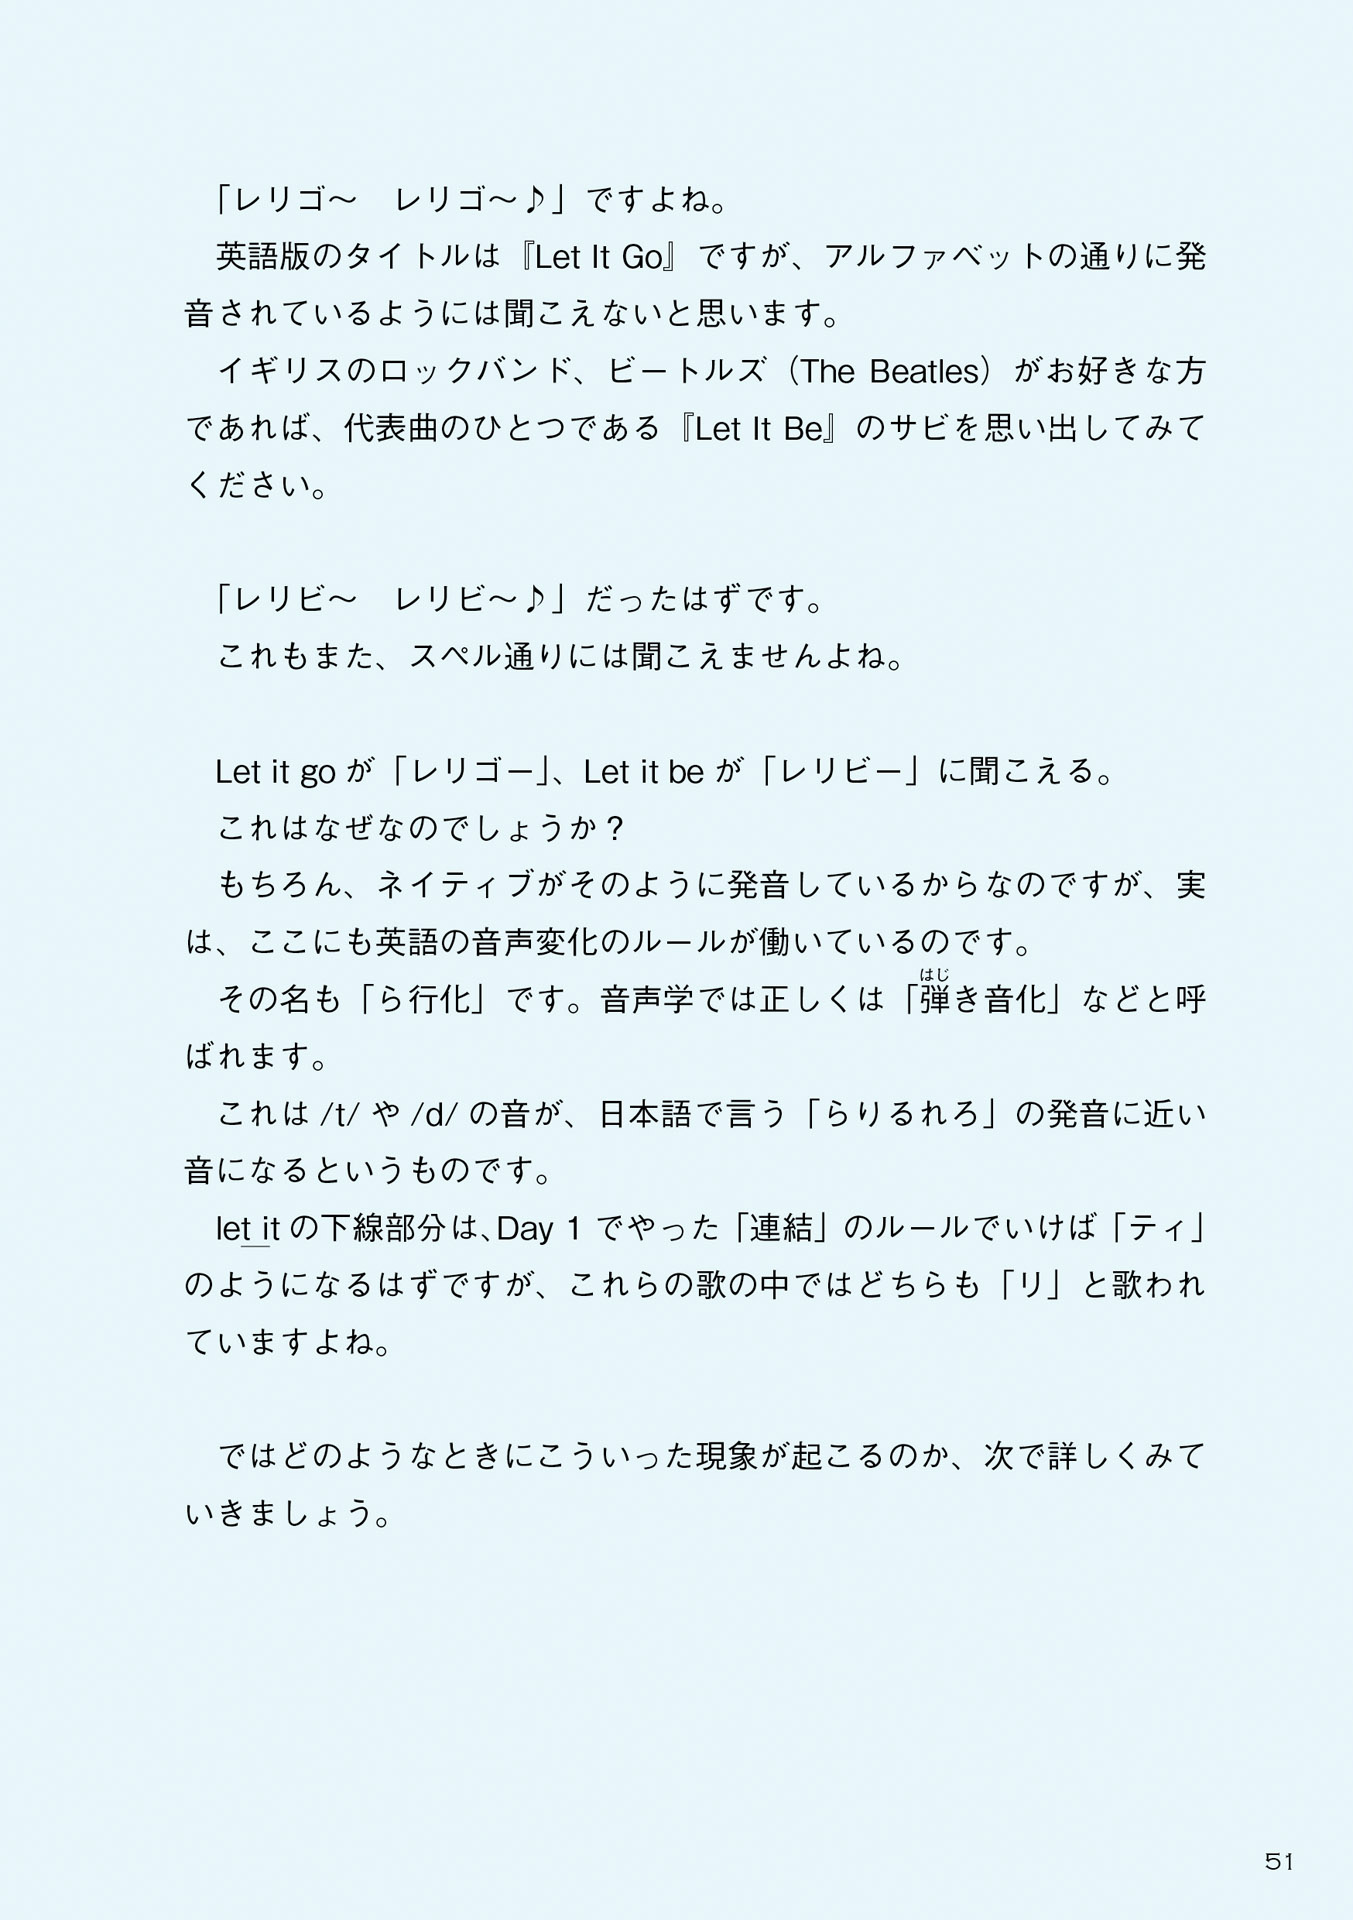 「レリゴ〜　レリゴ〜♪」ですよね。
英語版のタイトルは『Let It Go』ですが、アルファベットの通りに発
音されているようには聞こえないと思います。
イギリスのロックバンド、ビートルズ（The Beatles）がお好きな方
であれば、代表曲のひとつである『Let It Be』のサビを思い出してみて
ください。
「レリビ〜　レリビ〜♪」だったはずです。
これもまた、スペル通りには聞こえませんよね。
Let it go が「レリゴー」、Let it be が「レリビー」に聞こえる。
これはなぜなのでしょうか？
もちろん、ネイティブがそのように発音しているからなのですが、実
は、ここにも英語の音声変化のルールが働いているのです。
はじ
その名も「ら行化」です。音声学では正しくは「弾き音化」などと呼
ばれます。
これは /t/ や /d/ の音が、日本語で言う「らりるれろ」の発音に近い
音になるというものです。
let it の下線部分は、Day 1 でやった「連結」のルールでいけば「ティ」
のようになるはずですが、これらの歌の中ではどちらも「リ」と歌われ
ていますよね。
ではどのようなときにこういった現象が起こるのか、次で詳しくみて
いきましょう。
51